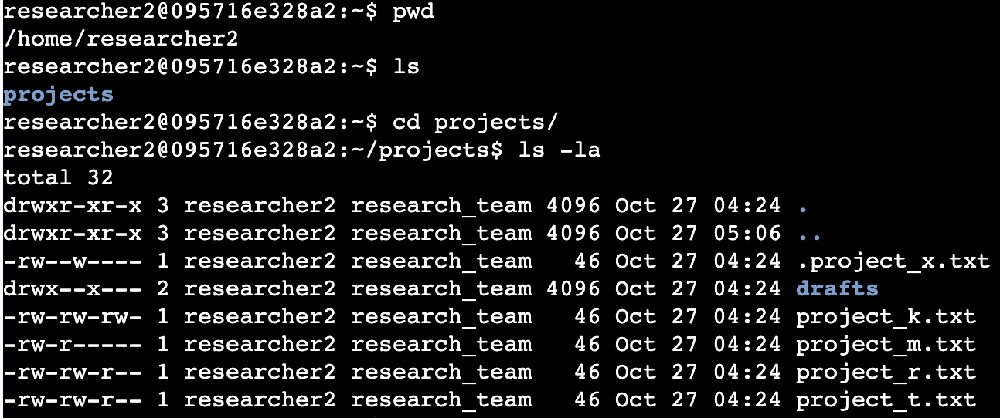 researcher2@095716e328a2:~$ pwd
/home/researcher2
researcher2@095716e328a2:~$ ls
projects
researcher2@095716e328a2:~$ cd projects/
researcher2@095716e328a2:~/projects$ ls -la
total 32
drwxr-xr-x 3 researcher2 research_team 4096 Oct 27 04:24 .
drwxr-xr-x 3 researcher2 research_team 4096 Oct 27 05:06 ..
-rw--w---- 1 researcher2 research_team   46 Oct 27 04:24 .project_x.txt
drwx--x--- 2 researcher2 research_team 4096 Oct 27 04:24 drafts
-rw-rw-rw- 1 researcher2 research_team   46 Oct 27 04:24 project_k.txt
-rw-r----- 1 researcher2 research_team   46 Oct 27 04:24 project_m.txt
-rw-rw-r-- 1 researcher2 research_team   46 Oct 27 04:24 project_r.txt
-rw-rw-r-- 1 researcher2 research_team   46 Oct 27 04:24 project_t.txt